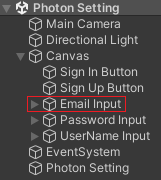 Photon Setting
Main Camera
Directional Light
Canvas
Sign In Button
Sign Up Button
Email Input
Password Input
UserName Input
EventSystem
Photon Setting